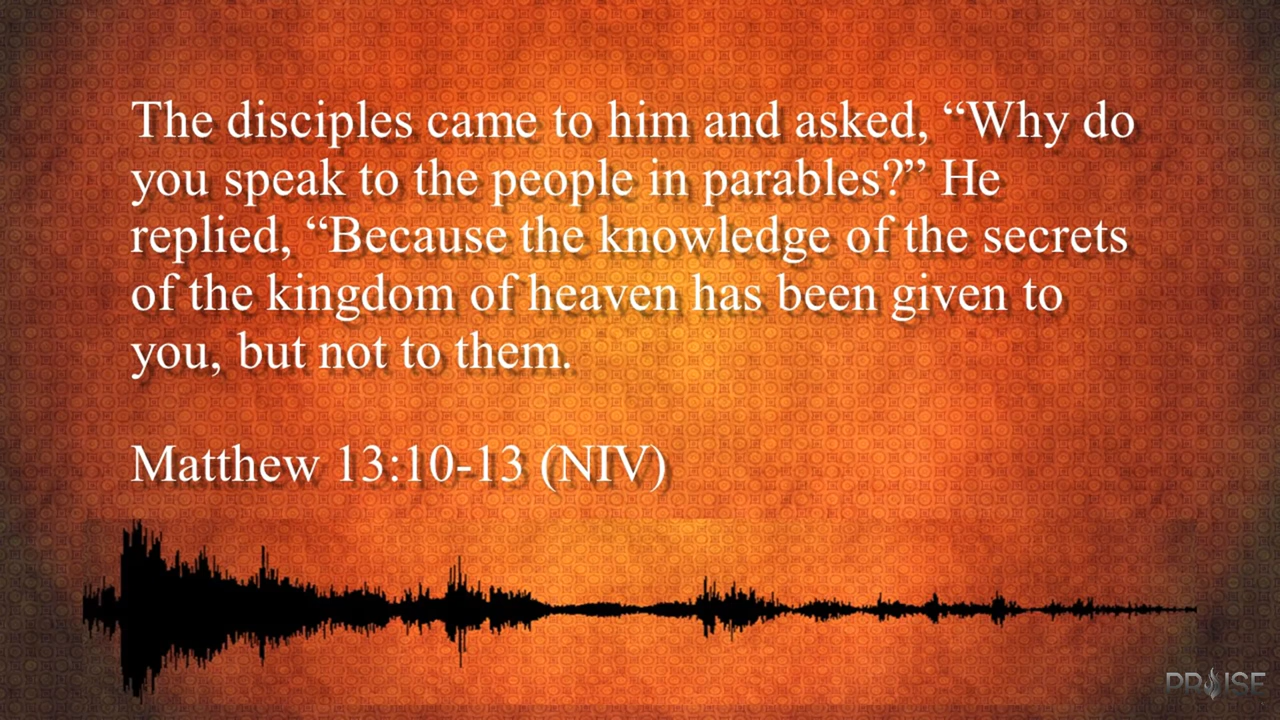 The disciples came to him and asked, “Why do
you speak to the people in parables?” He
replied, “Because the knowledge of the secrets
of the kingdom of heaven has been given to
you, but not to them.
Matthew 13:10-13 (NIV)
PRAISE